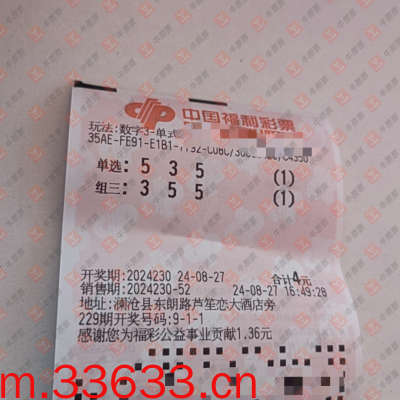 中国福利彩票
玩法:数字3-单式
35AE-FE91-E1B1-
单选: 5 3 5 (1)
组三: 3 5 5 (1)
开奖期:2024230 24-08-27 合计4元
销售期:2024230-52 24-08-27 16:49:28
地址:澜沧县东朗路芦笙恋大酒店旁
229期开奖号码:9-1-1
感谢您为福彩公益事业贡献1.36元
m.33633.cn